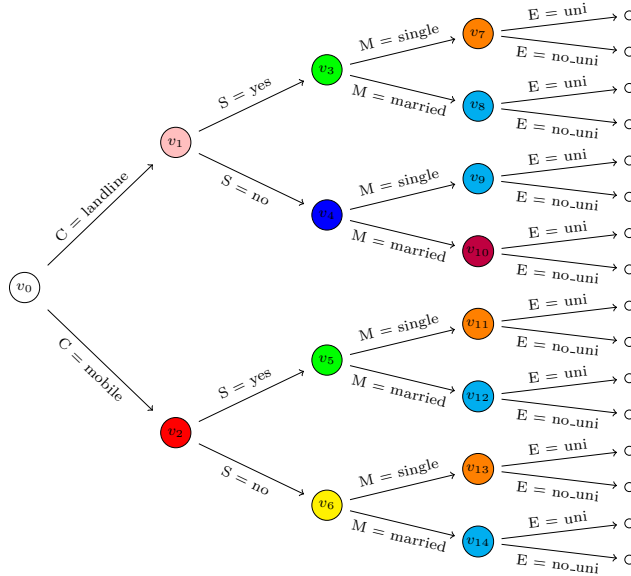 E = uni
M = single
v7
E = no_uni
S = yes
v3
M = married
E = uni
v8
E = no_uni
v1
C = landline
S = no
M = single
E = uni
v9
E = no_uni
v4
M = married
E = uni
v10
E = no_uni
v0
C = mobile
M = single
E = uni
v11
E = no_uni
S = yes
v5
M = married
E = uni
v12
E = no_uni
v2
S = no
M = single
E = uni
v13
E = no_uni
v6
M = married
E = uni
v14
E = no_uni